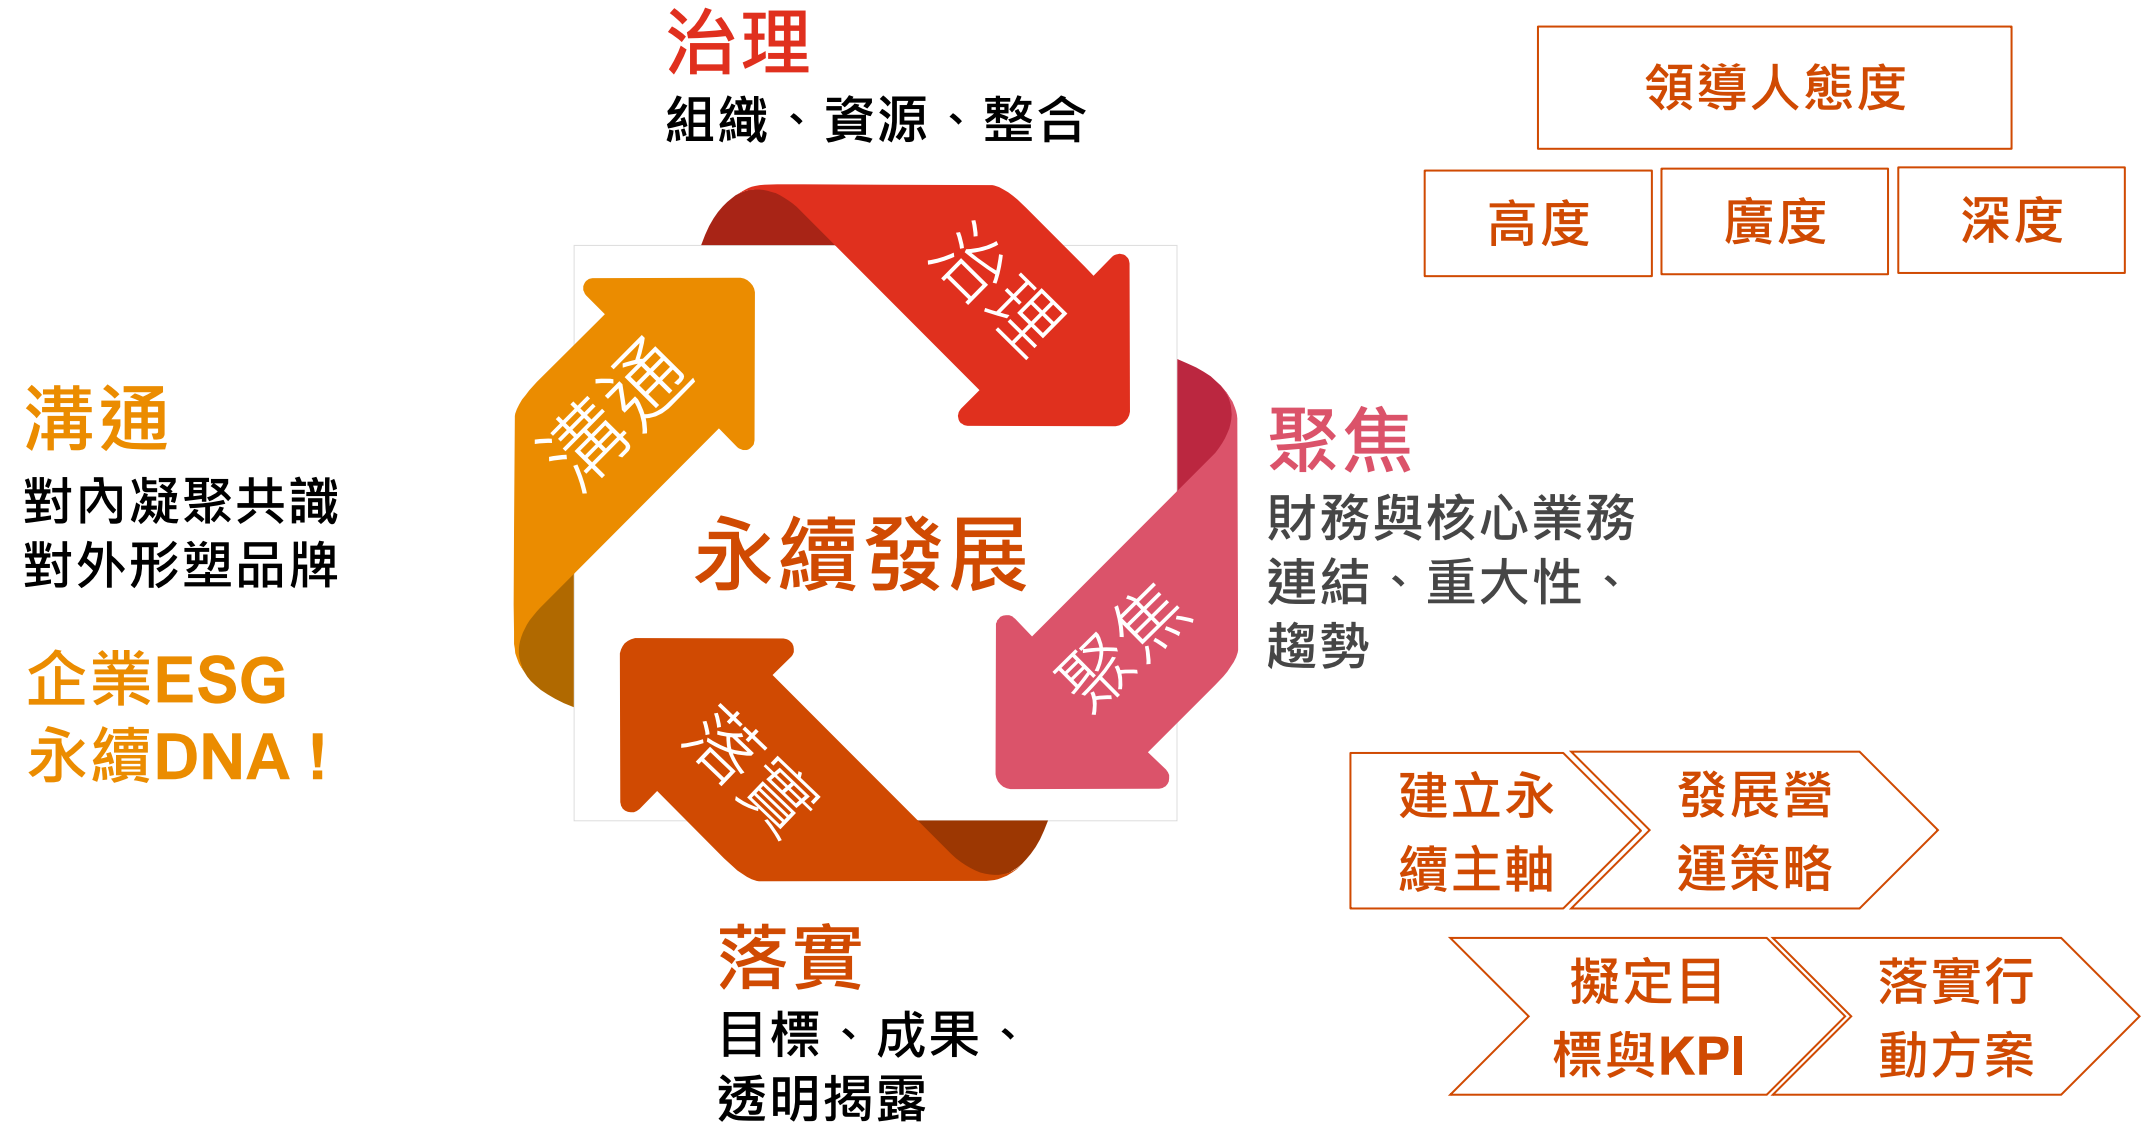 治理
組織、資源、整合
領導人態度
高度
廣度
深度
治理
溝通
溝通
對內凝聚共識
對外形塑品牌
企業ESG
永續DNA！
永續發展
聚焦
聚焦
財務與核心業務
連結、重大性、
趨勢
落實
建立永
續主軸
發展營
運策略
擬定目
標與KPI
落實行
動方案
落實
目標、成果、
透明揭露